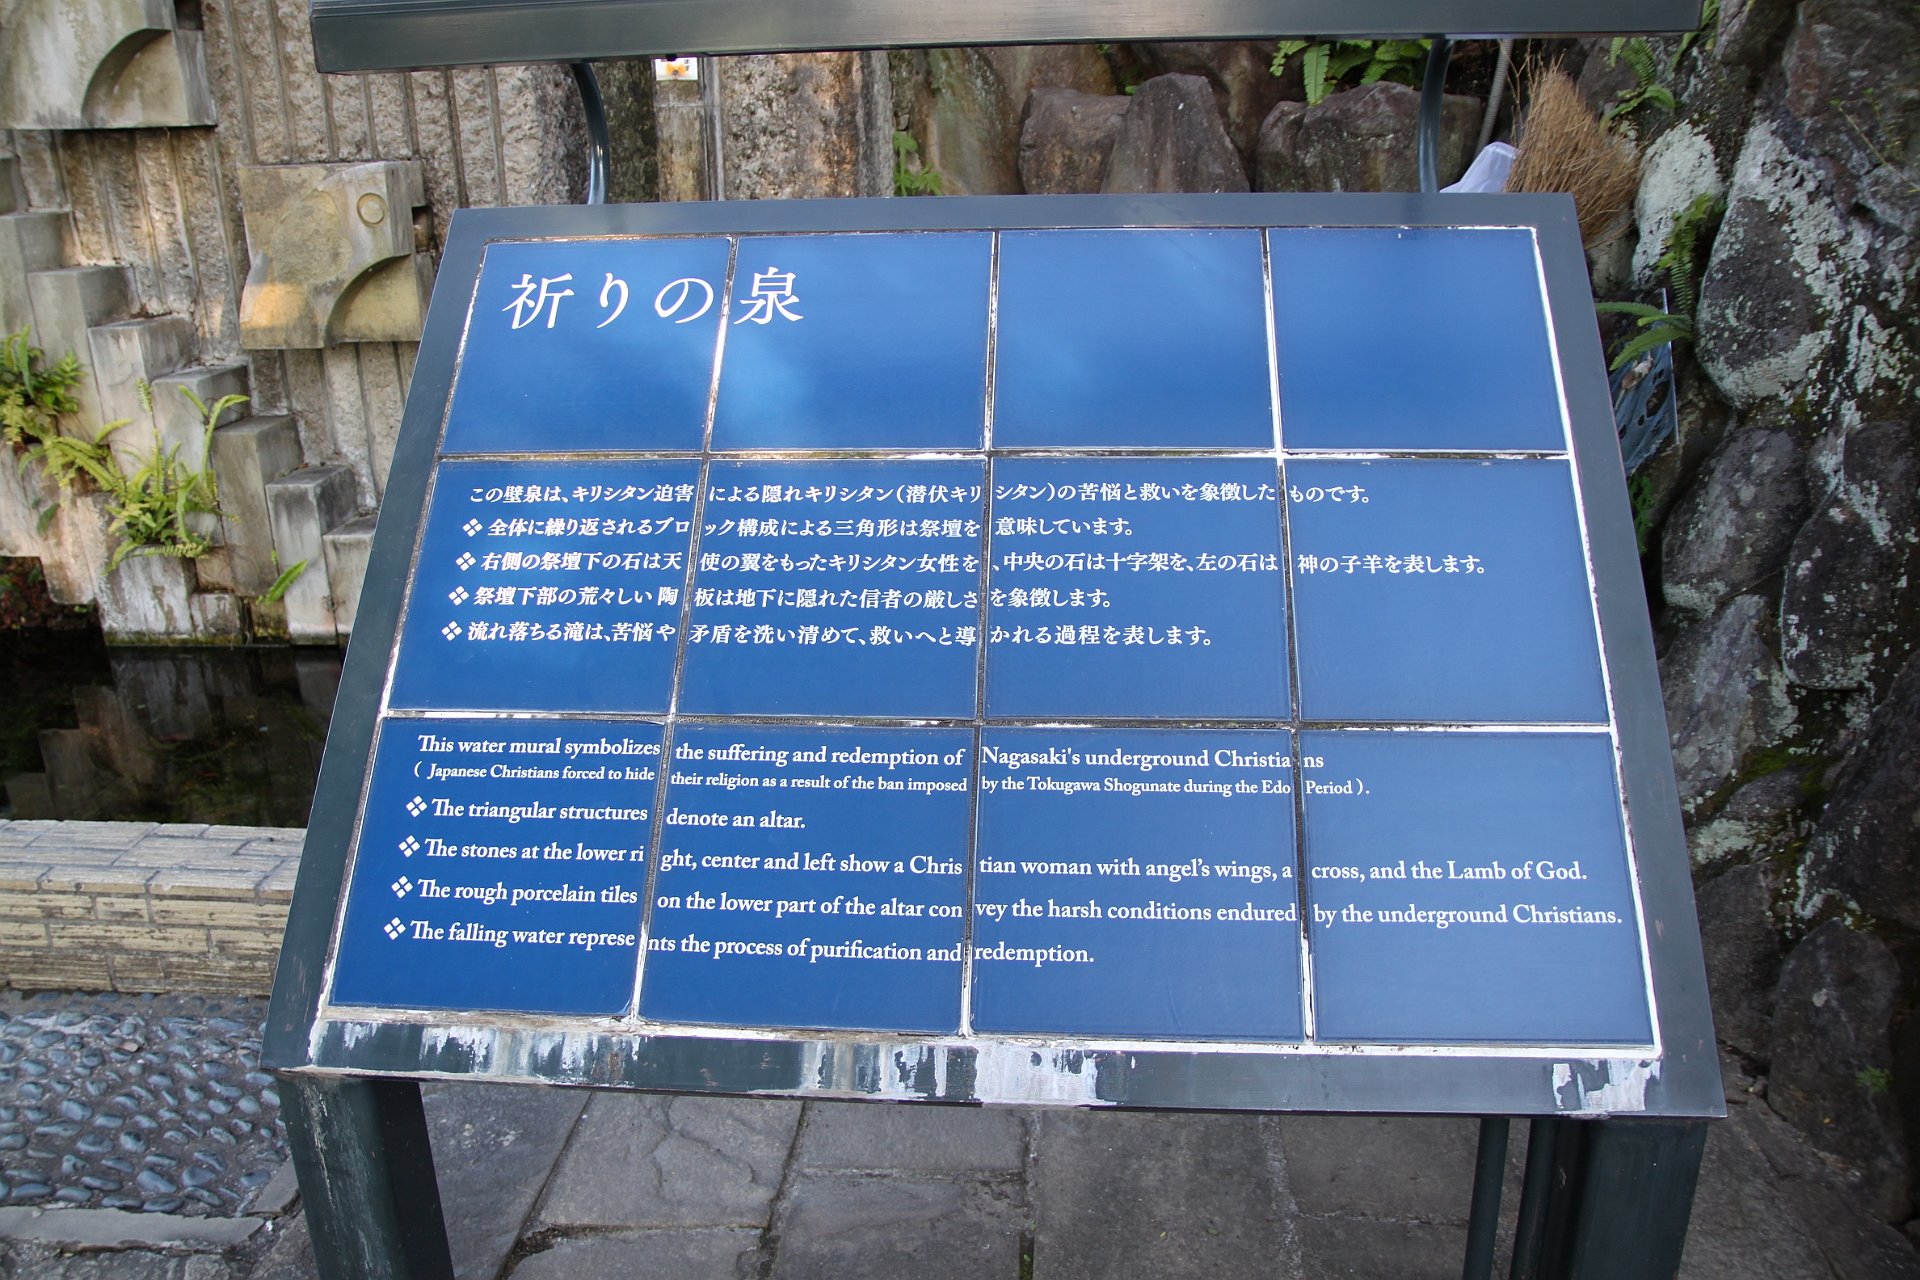 祈りの泉
この壁泉は、キリシタン迫害による隠れキリシタン(潜伏キリシタン)の苦悩と救いを象徴したものです。
❖ 全体に繰り返されるブロック構成による三角形は祭壇を意味しています。
❖ 右側の祭壇下の石は天使の翼をもったキリシタン女性を、中央の石は十字架を、左の石は神の子羊を表します。
❖ 祭壇下部の荒々しい陶板は地下に隠れた信者の厳しさを象徴します。
❖ 流れ落ちる滝は、苦悩や矛盾を洗い清めて、救いへと導かれる過程を表します。
This water mural symbolizes the suffering and redemption of Nagasaki's underground Christians
( Japanese Christians forced to hide their religion as a result of the ban imposed by the Tokugawa Shogunate during the Edo Period ).
❖ The triangular structures denote an altar.
❖ The stones at the lower right, center and left show a Christian woman with angel's wings, a cross, and the Lamb of God.
❖ The rough porcelain tiles on the lower part of the altar convey the harsh conditions endured by the underground Christians.
❖ The falling water represents the process of purification and redemption.